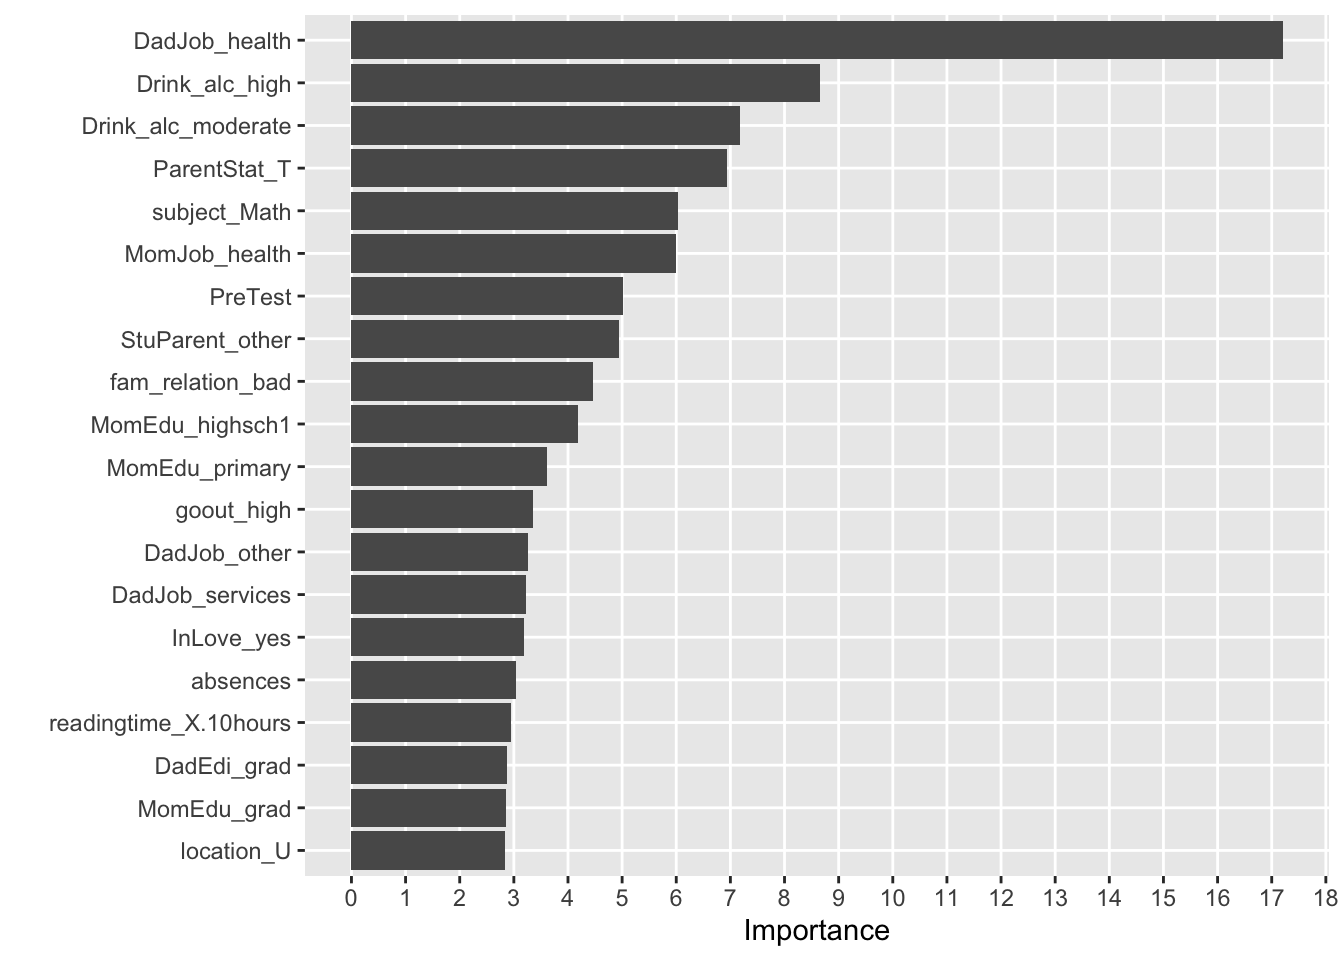 DadJob_health
Drink_alc_high
Drink_alc_moderate
ParentStat_T
subject_Math
MomJob_health
PreTest
StuParent_other
fam_relation_bad
MomEdu_highsch1
MomEdu_primary
goout_high
DadJob_other
DadJob_services
InLove_yes
absences
readingtime_X.10hours
DadEdi_grad
MomEdu_grad
location_U
0 1 2 3 4 5 6 7 8 9 10 11 12 13 14 15 16 17 18
Importance